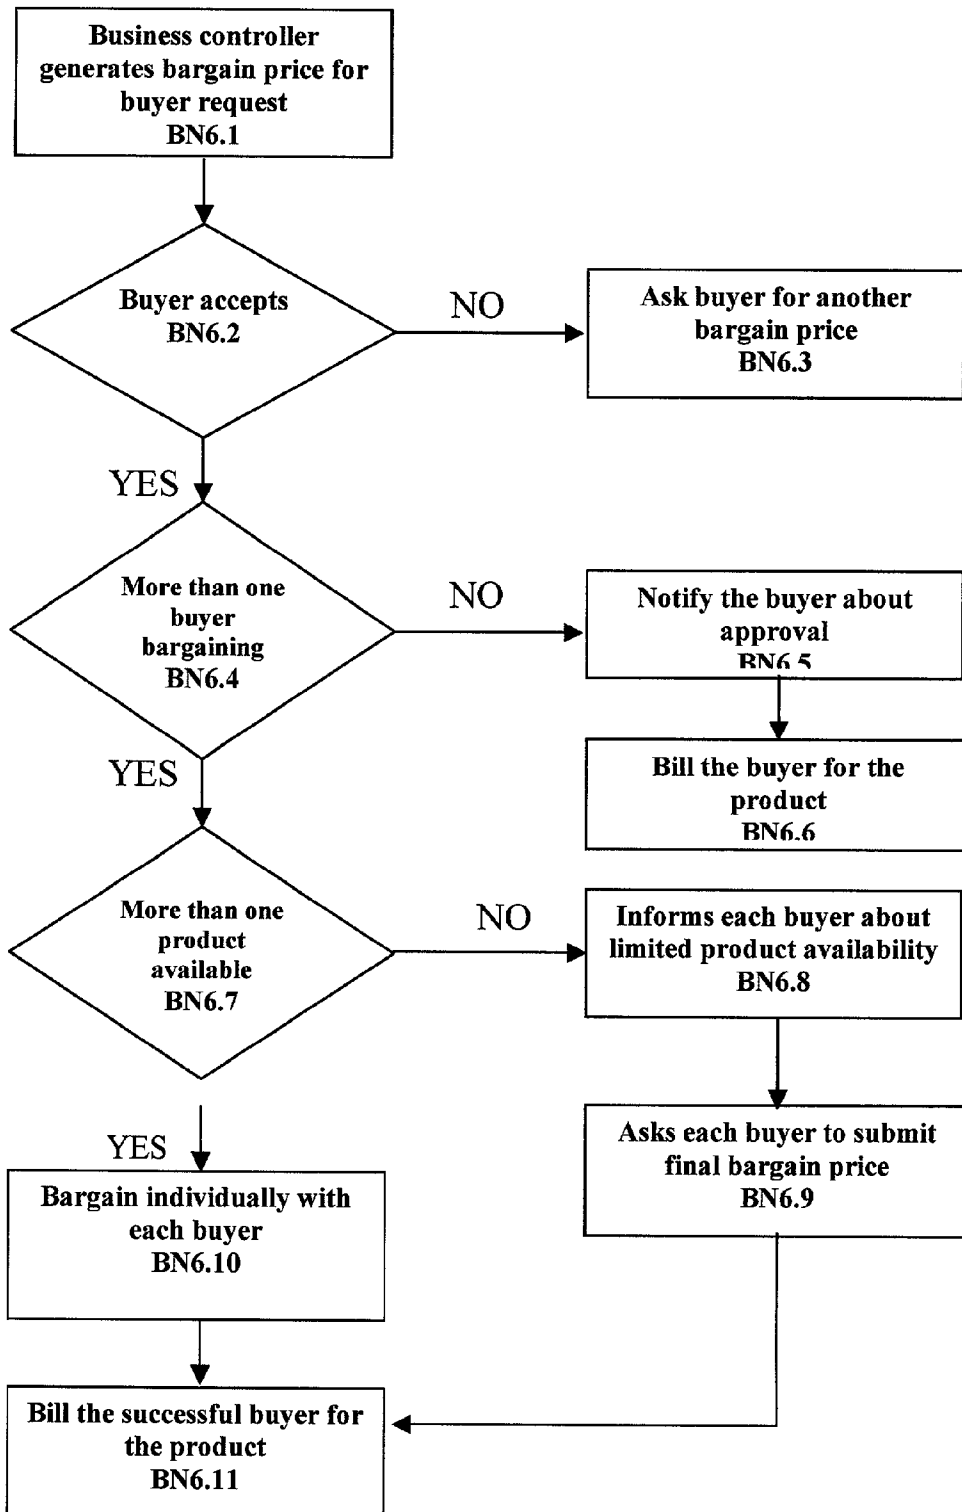 Business controller
generates bargain price for
buyer request
BN6.1
Buyer accepts
BN6.2
NO
Ask buyer for another
bargain price
BN6.3
YES
More than one
buyer
bargaining
BN6.4
NO
Notify the buyer about
approval
BN6.5
YES
Bill the buyer for the
product
BN6.6
More than one
product
available
BN6.7
NO
Informs each buyer about
limited product availability
BN6.8
YES
Asks each buyer to submit
final bargain price
BN6.9
Bargain individually with
each buyer
BN6.10
Bill the successful buyer for
the product
BN6.11